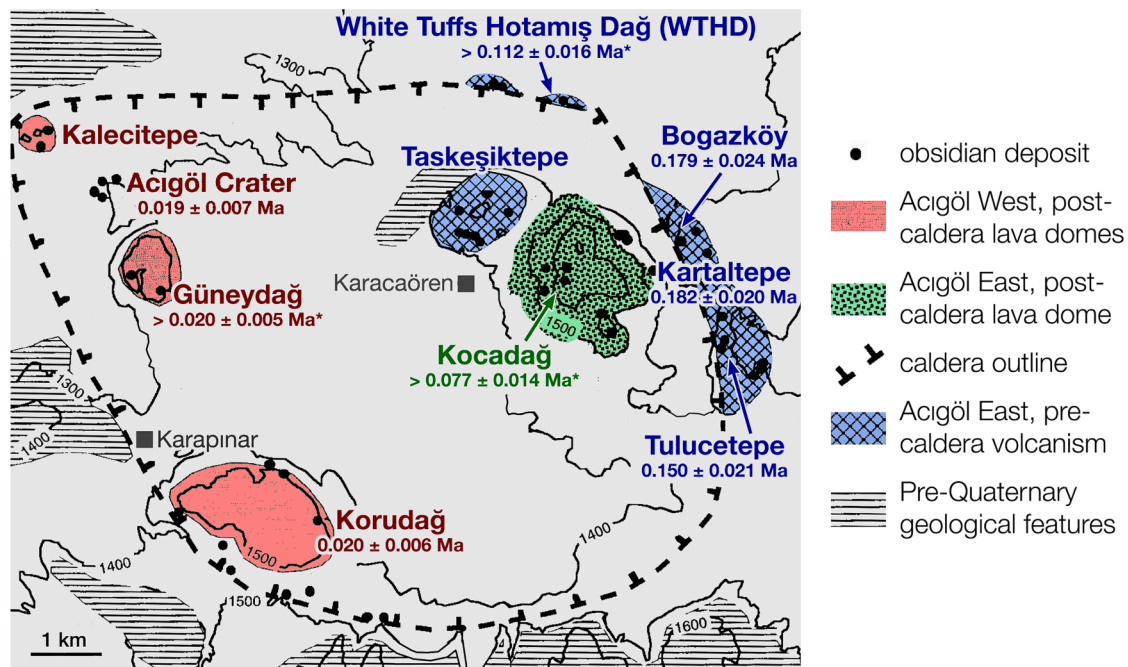 White Tuffs Hotamış Dağ (WTHD)
> 0.112 ± 0.016 Ma*
1300
Kalecitepe
Bogazköy
0.179 ± 0.024 Ma
Taskeşiktepe
Acıgöl Crater
0.019 ± 0.007 Ma
Karacaören
Kartaltepe
0.182 ± 0.020 Ma
Güneydağ
> 0.020 ± 0.005 Ma*
1500
Kocadağ
> 0.077 ± 0.014 Ma*
1300
1400
Karapınar
Tulucetepe
0.150 ± 0.021 Ma
Korudağ
0.020 ± 0.006 Ma
1500
1400
1400
1500
1600
1 km
obsidian deposit
Acıgöl West, post-
caldera lava domes
Acıgöl East, post-
caldera lava dome
caldera outline
Acıgöl East, pre-
caldera volcanism
Pre-Quaternary
geological features